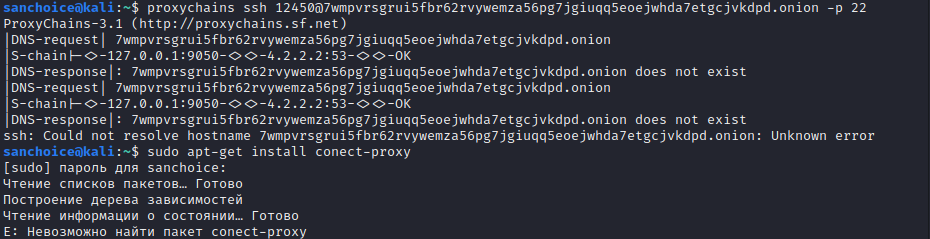 sanchoice@kali:~$ proxychains ssh 12450@7wmpvrsgrui5fbr62rvywemza56pg7jgiuqq5eoejwhda7etgcjvkdpd.onion -p 22
ProxyChains-3.1 (http://proxychains.sf.net)
|DNS-request| 7wmpvrsgrui5fbr62rvywemza56pg7jgiuqq5eoejwhda7etgcjvkdpd.onion
|S-chain|-<>-127.0.0.1:9050-<><>-4.2.2.2:53-<><>-OK
|DNS-response|: 7wmpvrsgrui5fbr62rvywemza56pg7jgiuqq5eoejwhda7etgcjvkdpd.onion does not exist
|DNS-request| 7wmpvrsgrui5fbr62rvywemza56pg7jgiuqq5eoejwhda7etgcjvkdpd.onion
|S-chain|-<>-127.0.0.1:9050-<><>-4.2.2.2:53-<><>-OK
|DNS-response|: 7wmpvrsgrui5fbr62rvywemza56pg7jgiuqq5eoejwhda7etgcjvkdpd.onion does not exist
ssh: Could not resolve hostname 7wmpvrsgrui5fbr62rvywemza56pg7jgiuqq5eoejwhda7etgcjvkdpd.onion: Unknown error
sanchoice@kali:~$ sudo apt-get install conect-proxy
[sudo] пароль для sanchoice:
Чтение списков пакетов… Готово
Построение дерева зависимостей
Чтение информации о состоянии… Готово
E: Невозможно найти пакет conect-proxy